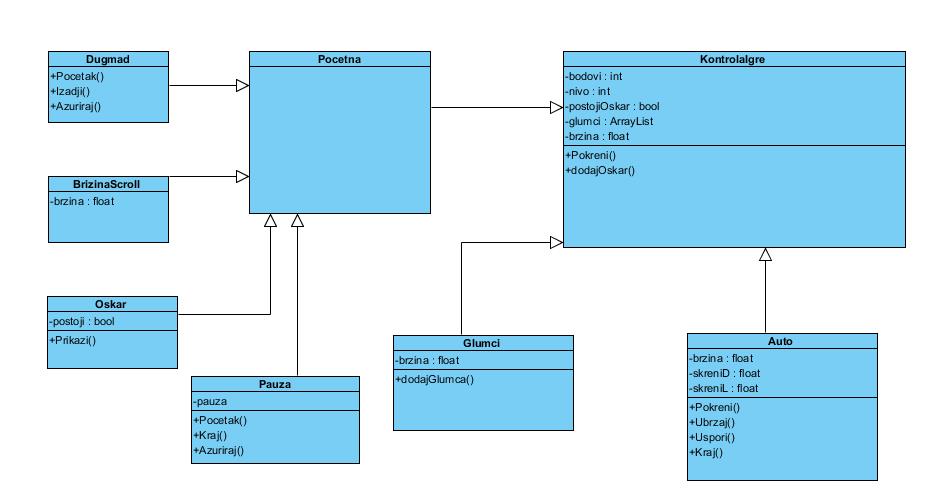 Dugmad
+Pocetak()
+Izadji()
+Azuriraj()
Pocetna
KontrolaIgre
-bodovi : int
-nivo : int
-postojiOskar : bool
-glumci : ArrayList
-brzina : float
+Pokreni()
+dodajOskar()
BrizinaScroll
-brzina : float
Oskar
-postoji : bool
+Prikazi()
Pauza
-pauza
+Pocetak()
+Kraj()
+Azuriraj()
Glumci
-brzina : float
+dodajGlumca()
Auto
-brzina : float
-skreniD : float
-skreniL : float
+Pokreni()
+Ubrzaj()
+Uspori()
+Kraj()